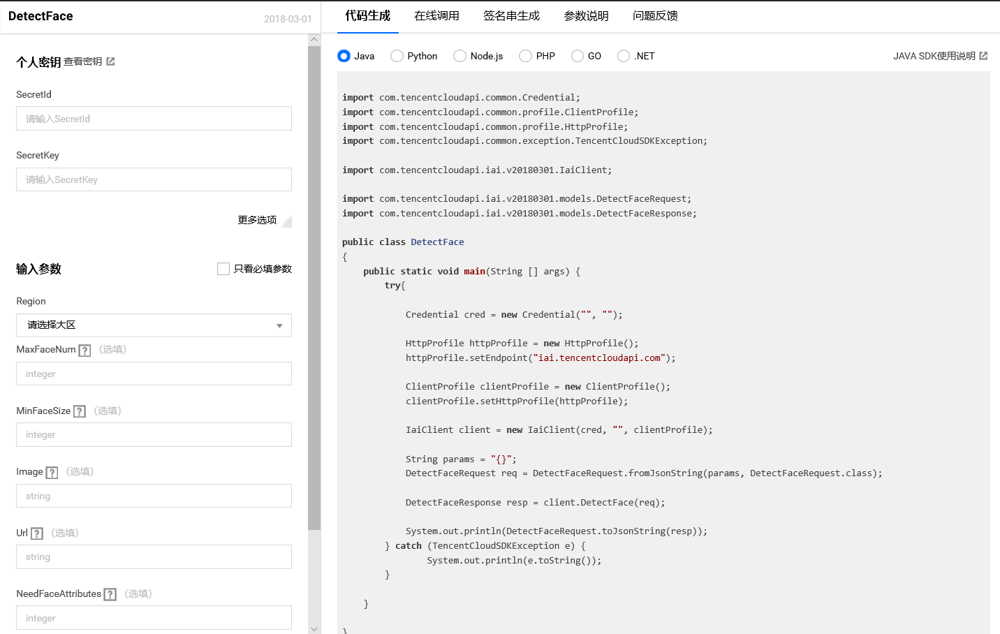 DetectFace
2018-03-01
个人密钥 查看密钥
SecretId
请输入SecretId
SecretKey
请输入SecretKey
更多选项
输入参数
只看必填参数
Region
请选择大区
MaxFaceNum ? （选填）
integer
MinFaceSize ? （选填）
integer
Image ? （选填）
string
Url ? （选填）
string
NeedFaceAttributes ? （选填）
integer
代码生成 在线调用 签名串生成 参数说明 问题反馈
Java Python Node.js PHP GO .NET
JAVA SDK使用说明
import com.tencentcloudapi.common.Credential;
import com.tencentcloudapi.common.profile.ClientProfile;
import com.tencentcloudapi.common.profile.HttpProfile;
import com.tencentcloudapi.common.exception.TencentCloudSDKException;
import com.tencentcloudapi.iai.v20180301.IaiClient;
import com.tencentcloudapi.iai.v20180301.models.DetectFaceRequest;
import com.tencentcloudapi.iai.v20180301.models.DetectFaceResponse;
public class DetectFace
{
public static void main(String [] args) {
try{
Credential cred = new Credential("", "");
HttpProfile httpProfile = new HttpProfile();
httpProfile.setEndpoint("iai.tencentcloudapi.com");
ClientProfile clientProfile = new ClientProfile();
clientProfile.setHttpProfile(httpProfile);
IaiClient client = new IaiClient(cred, "", clientProfile);
String params = "{}";
DetectFaceRequest req = DetectFaceRequest.fromJsonString(params, DetectFaceRequest.class);
DetectFaceResponse resp = client.DetectFace(req);
System.out.println(DetectFaceRequest.toJsonString(resp));
} catch (TencentCloudSDKException e) {
System.out.println(e.toString());
}
}
}